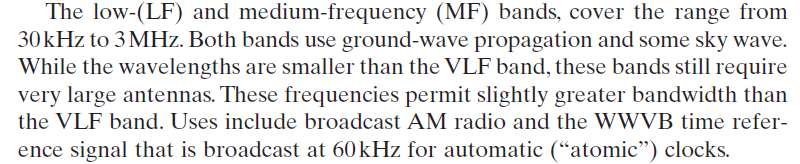 The low-(LF) and medium-frequency (MF) bands, cover the range from
30 kHz to 3 MHz. Both bands use ground-wave propagation and some sky wave.
While the wavelengths are smaller than the VLF band, these bands still require
very large antennas. These frequencies permit slightly greater bandwidth than
the VLF band. Uses include broadcast AM radio and the WWVB time refer-
ence signal that is broadcast at 60 kHz for automatic (“atomic”) clocks.